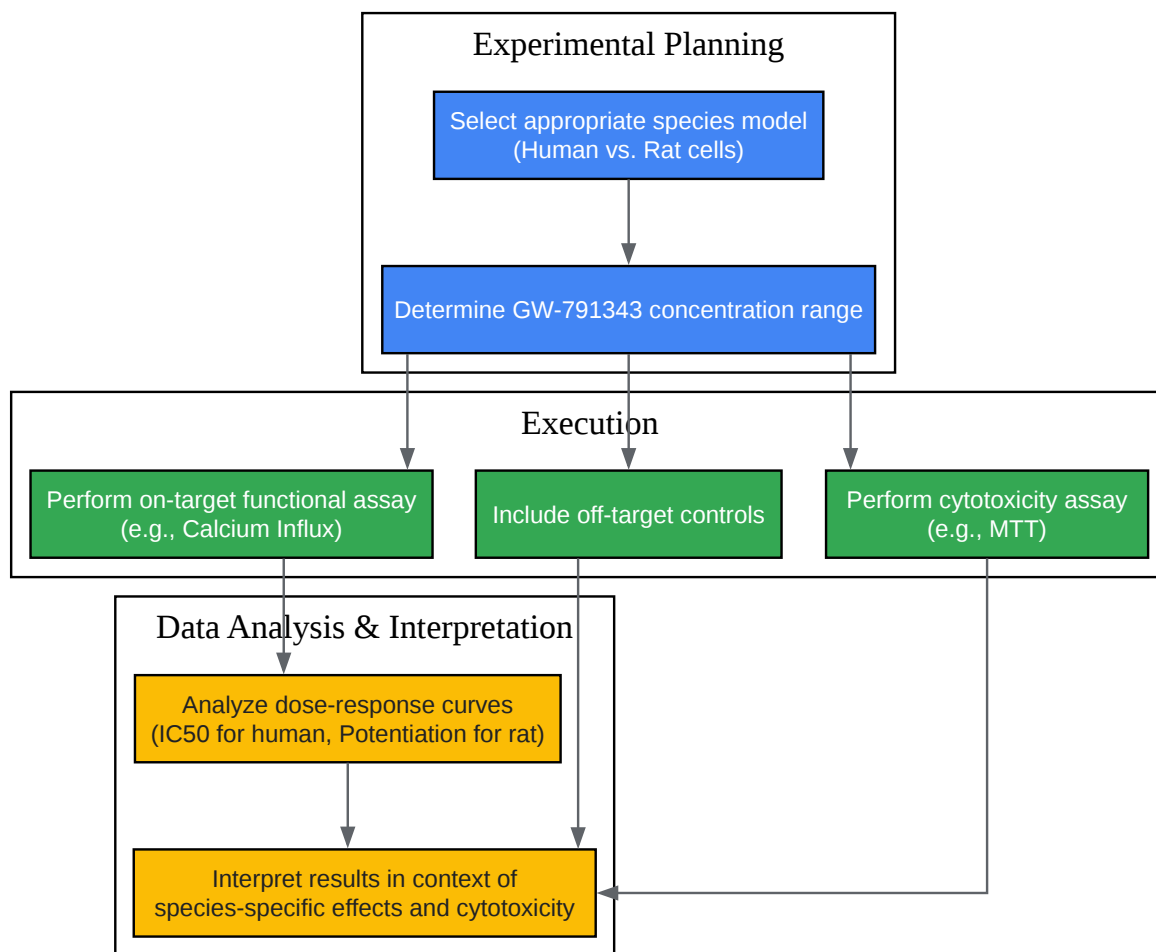 Experimental Planning
Select appropriate species model
(Human vs. Rat cells)
Determine GW-791343 concentration range
Execution
Perform on-target functional assay
(e.g., Calcium Influx)
Include off-target controls
Perform cytotoxicity assay
(e.g., MTT)
Data Analysis & Interpretation
Analyze dose-response curves
(IC50 for human, Potentiation for rat)
Interpret results in context of
species-specific effects and cytotoxicity